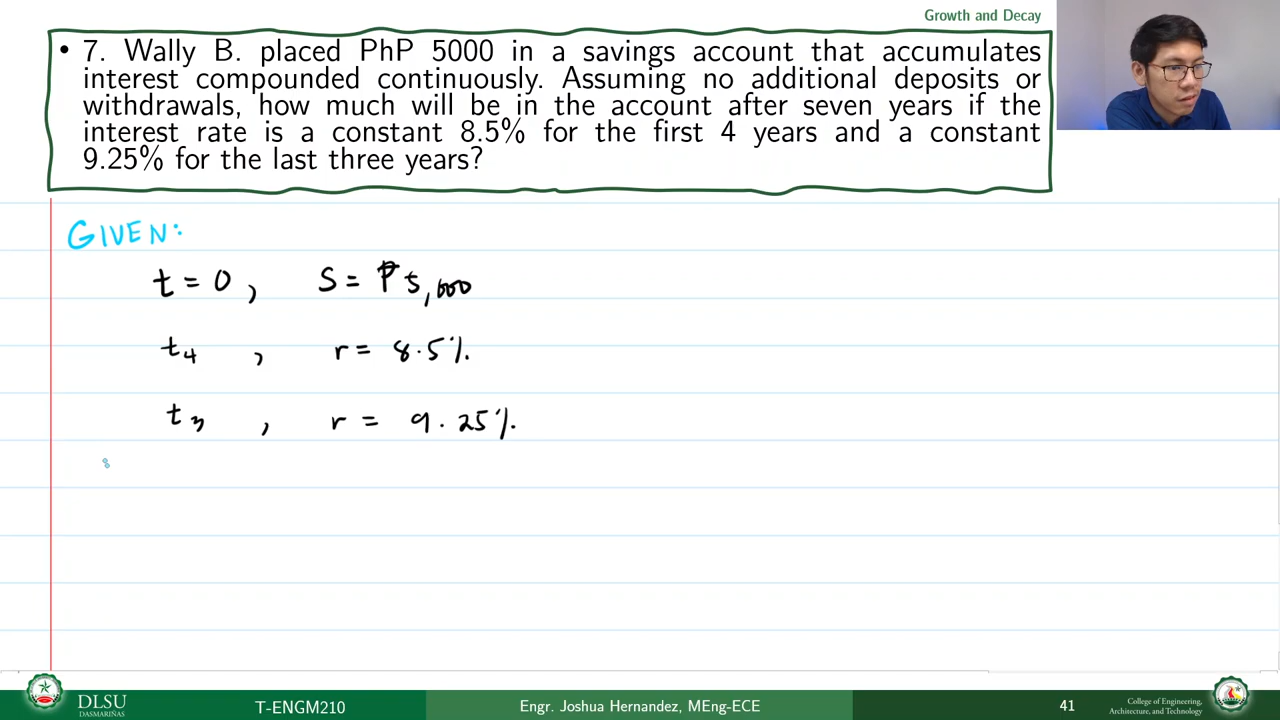 Growth and Decay
• 7. Wally B. placed PhP 5000 in a savings account that accumulates
interest compounded continuously. Assuming no additional deposits or
withdrawals, how much will be in the account after seven years if the
interest rate is a constant 8.5% for the first 4 years and a constant
9.25% for the last three years?
GIVEN:
t = 0 , S = ₱5,000
t₄ , r = 8.5%
t₃ , r = 9.25%
DLSU
DASMARIÑAS
T-ENGM210
Engr. Joshua Hernandez, MEng-ECE
41
College of Engineering,
Architecture, and Technology